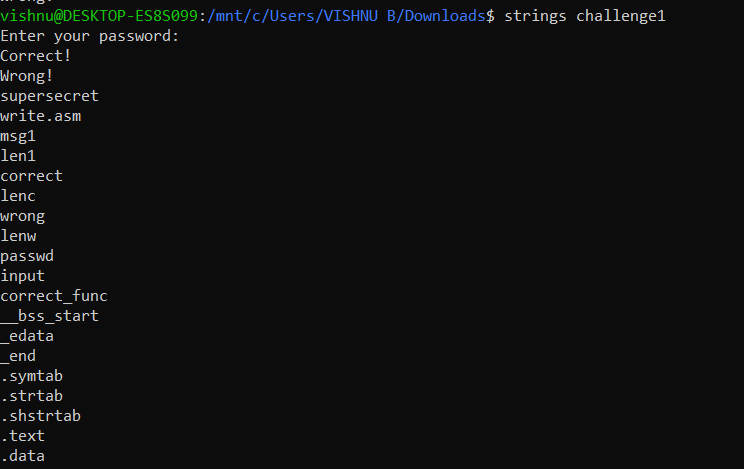 vishnu@DESKTOP-ES8S099:/mnt/c/Users/VISHNU B/Downloads$ strings challenge1
Enter your password:
Correct!
Wrong!
supersecret
write.asm
msg1
len1
correct
lenc
wrong
lenw
passwd
input
correct_func
__bss_start
_edata
_end
.symtab
.strtab
.shstrtab
.text
.data